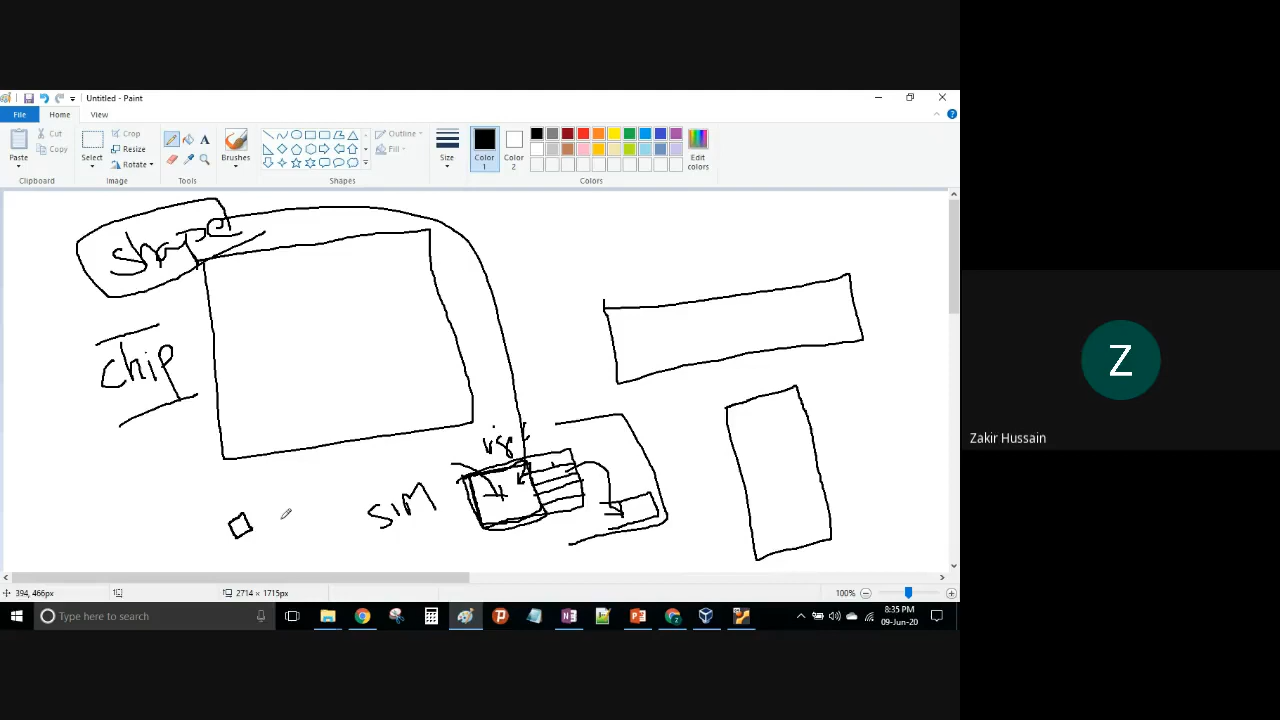 Untitled - Paint
File
Home
View
Paste
Cut
Copy
Clipboard
Select
Crop
Resize
Rotate
Image
Tools
Brushes
Shapes
Outline
Fill
Size
Color 1
Color 2
Edit colors
Colors
Shape
chip
SIM
394, 466px
2714 × 1715px
100%
Type here to search
8:35 PM
09-Jun-20
Z
Zakir Hussain